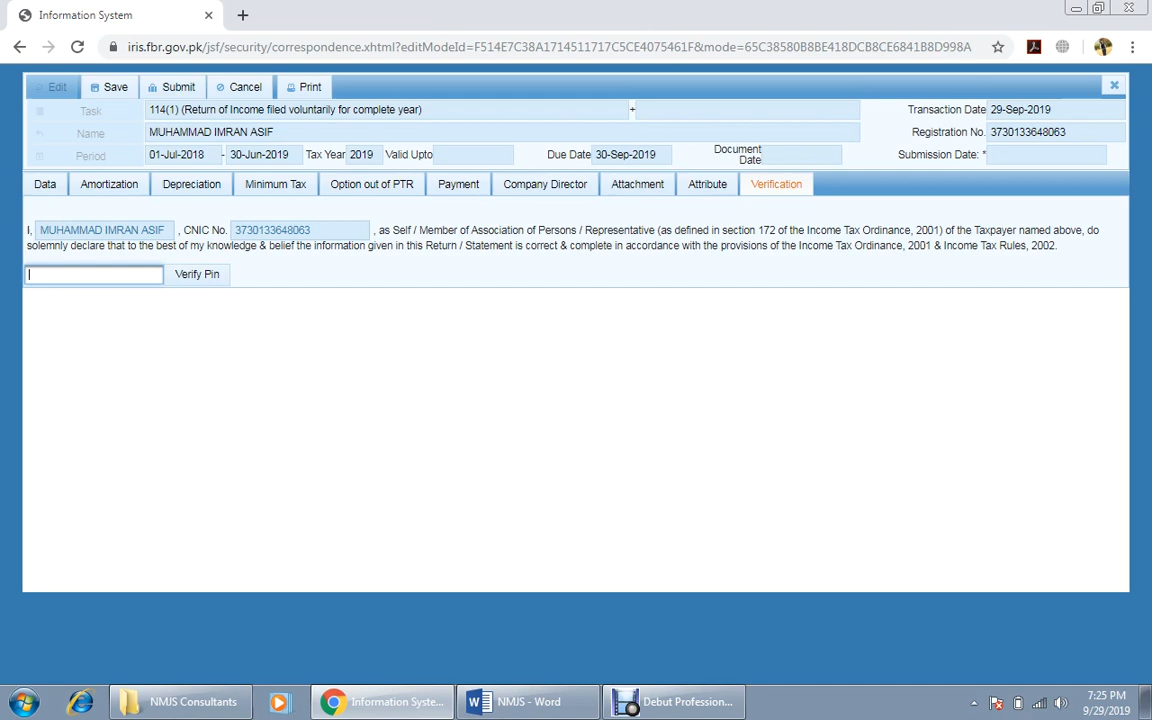 Information System
iris.fbr.gov.pk/jsf/security/correspondence.xhtml?editModeId=F514E7C38A1714511717C5CE4075461F&mode=65C38580B8BE418DCB8CE6841B8D998A
Edit Save Submit Cancel Print
Task 114(1) (Return of Income filed voluntarily for complete year) + Transaction Date 29-Sep-2019
Name MUHAMMAD IMRAN ASIF Registration No. 3730133648063
Period 01-Jul-2018 - 30-Jun-2019 Tax Year 2019 Valid Upto Due Date 30-Sep-2019 Document Date Submission Date: *
Data Amortization Depreciation Minimum Tax Option out of PTR Payment Company Director Attachment Attribute Verification
I, MUHAMMAD IMRAN ASIF , CNIC No. 3730133648063 , as Self / Member of Association of Persons / Representative (as defined in section 172 of the Income Tax Ordinance, 2001) of the Taxpayer named above, do
solemnly declare that to the best of my knowledge & belief the information given in this Return / Statement is correct & complete in accordance with the provisions of the Income Tax Ordinance, 2001 & Income Tax Rules, 2002.
Verify Pin
NMJS Consultants Information Syste... NMJS - Word Debut Profession...
7:25 PM
9/29/2019